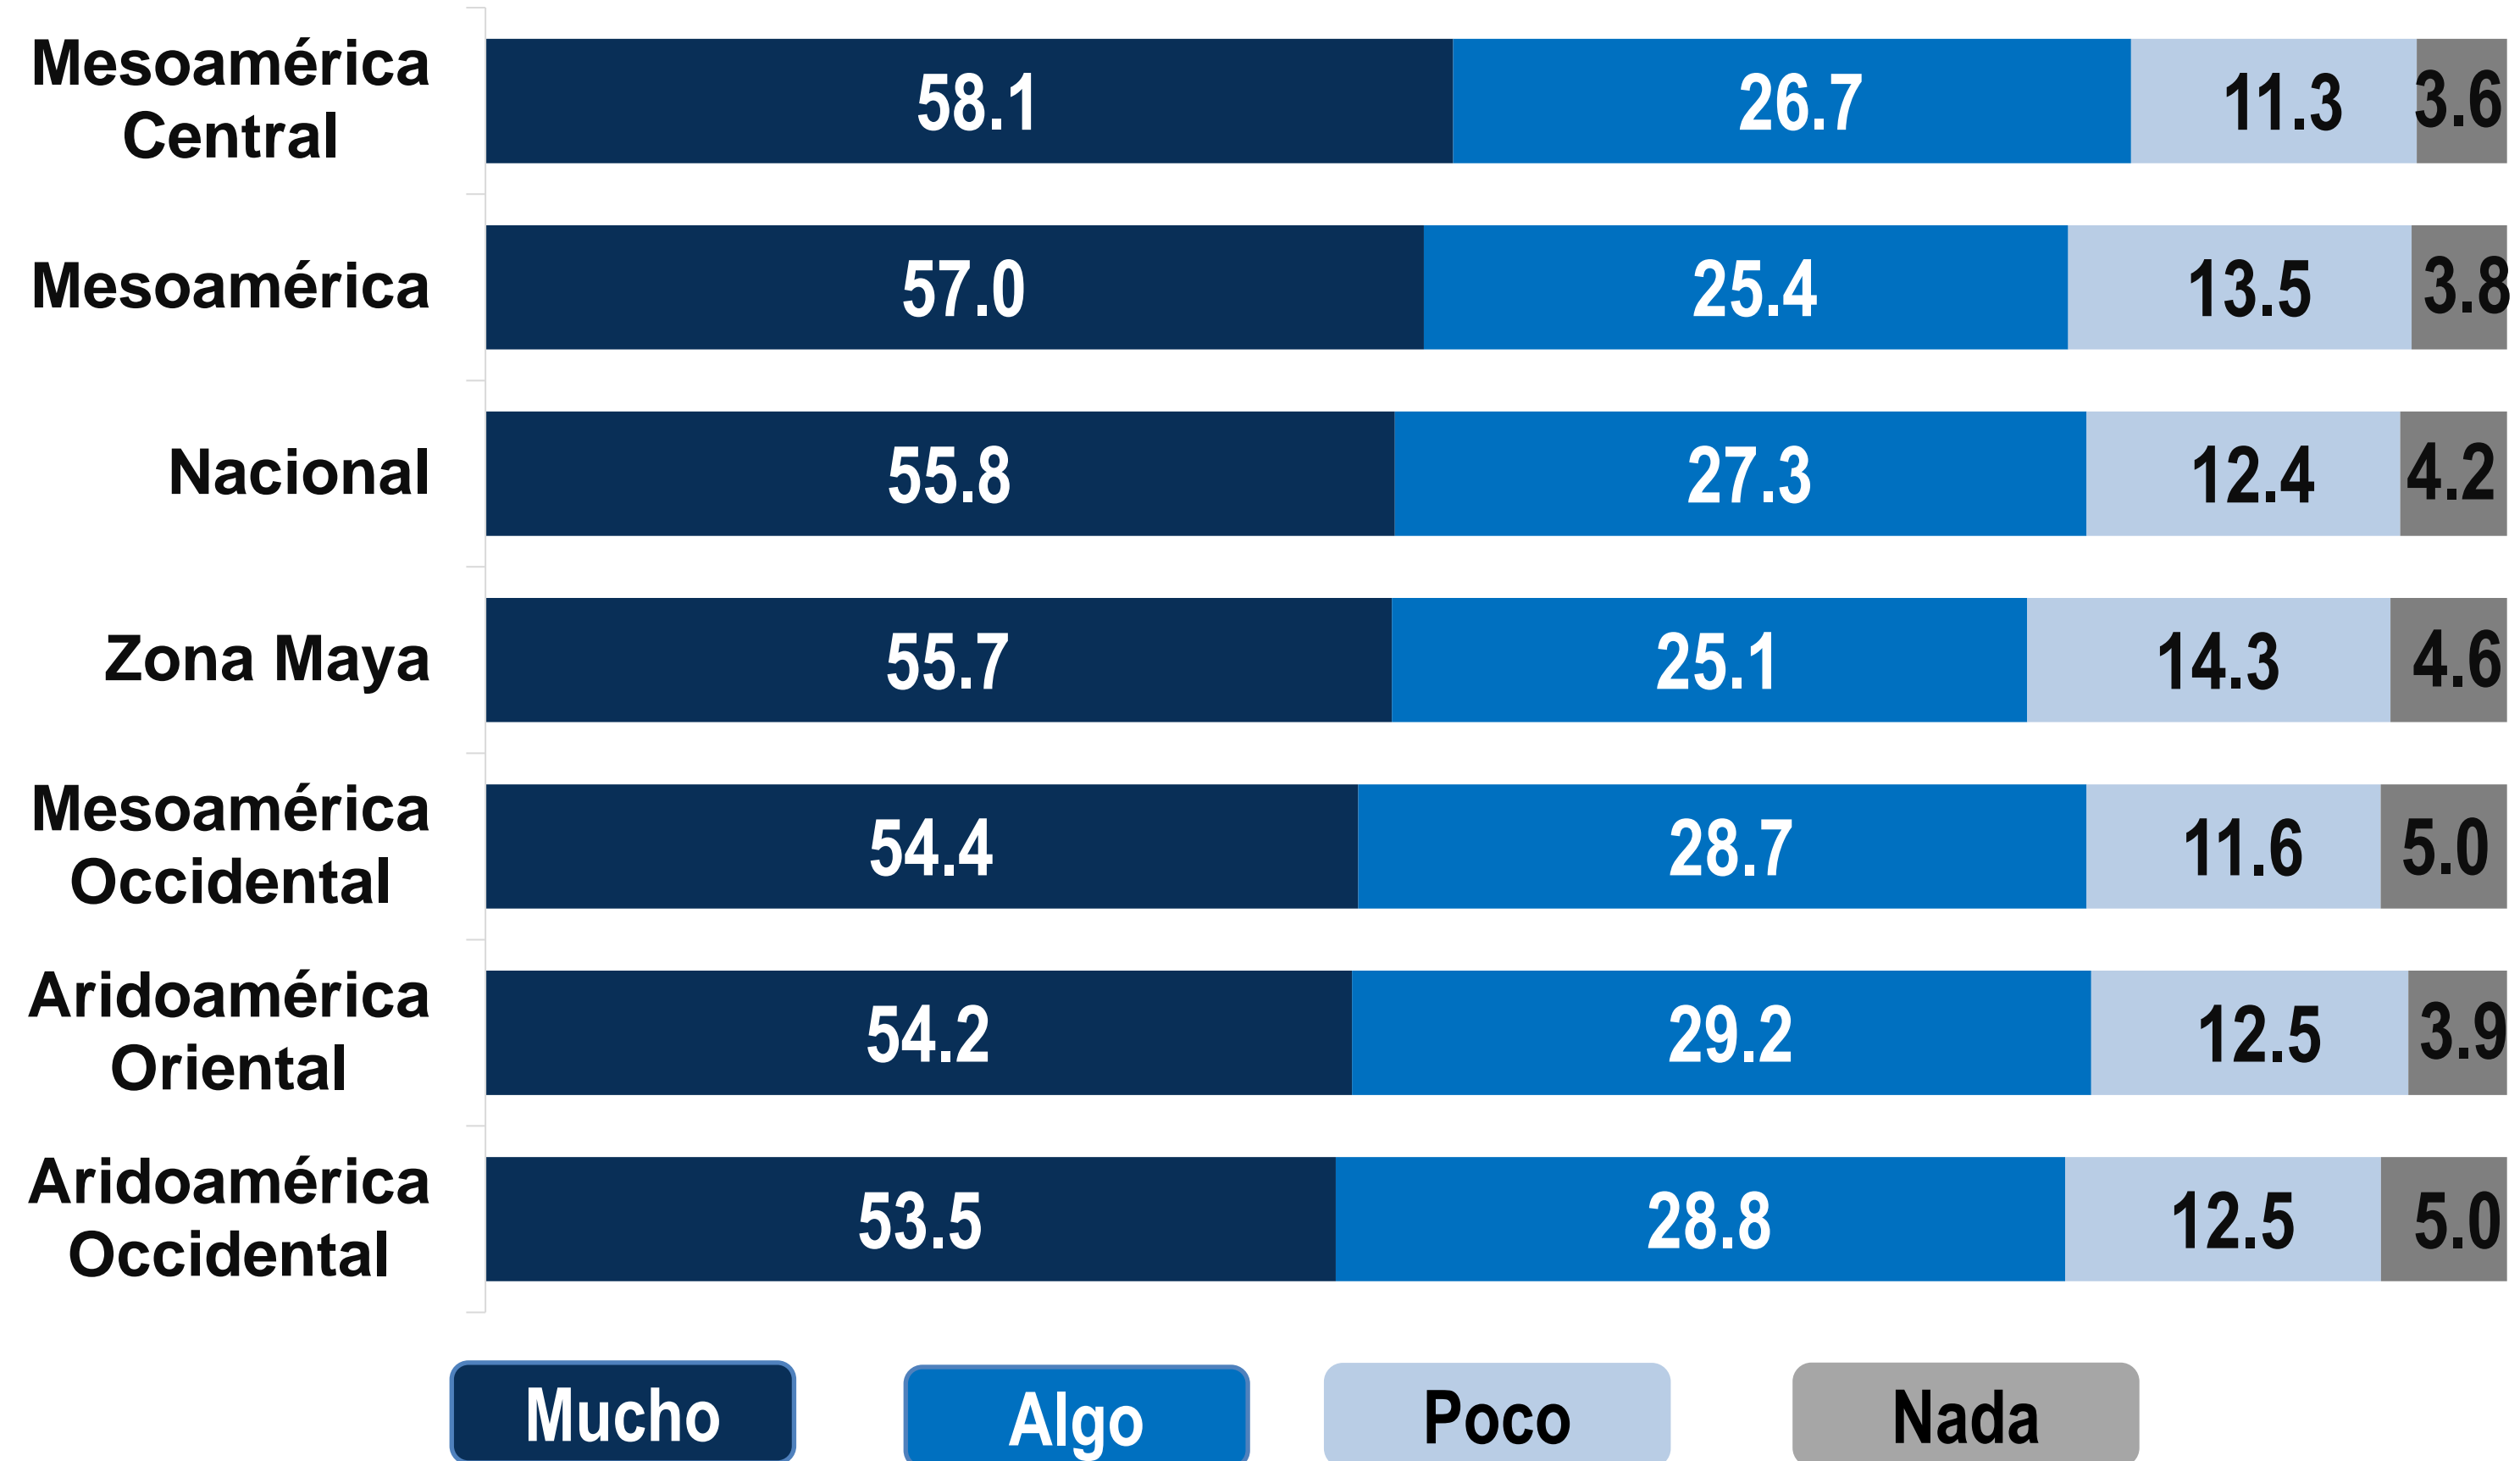 Mesoamérica
Central
58.1 26.7 11.3 3.6
Mesoamérica 57.0 25.4 13.5 3.8
Nacional 55.8 27.3 12.4 4.2
Zona Maya 55.7 25.1 14.3 4.6
Mesoamérica
Occidental
54.4 28.7 11.6 5.0
Aridoamérica
Oriental
54.2 29.2 12.5 3.9
Aridoamérica
Occidental
53.5 28.8 12.5 5.0
Mucho Algo Poco Nada